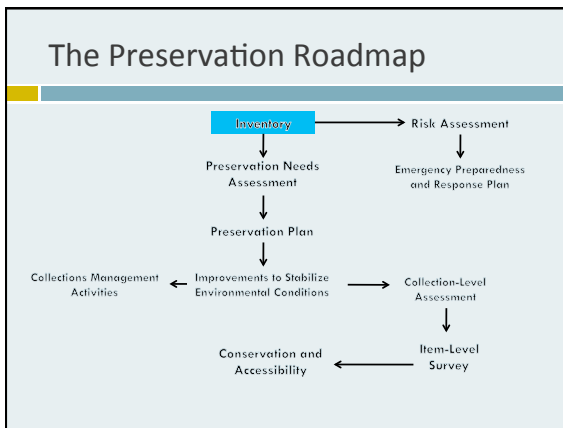 The Preservation Roadmap
Inventory
Risk Assessment
Preservation Needs
Assessment
Emergency Preparedness
and Response Plan
Preservation Plan
Collections Management
Activities
Improvements to Stabilize
Environmental Conditions
Collection-Level
Assessment
Item-Level
Survey
Conservation and
Accessibility